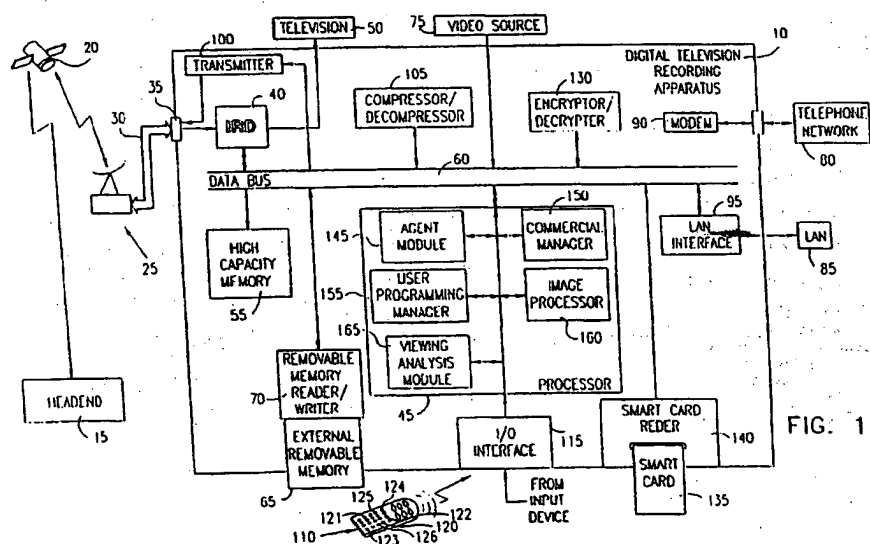 20
TELEVISION
50
75
VIDEO SOURCE
10
100
TRANSMITTER
DIGITAL TELEVISION
RECORDING
APPARATUS
35
40
105
COMPRESSOR/
DECOMPRESSOR
130
ENCRYPTOR/
DECRYPTER
30
IRD
90
MODEM
TELEPHONE
NETWORK
80
60
DATA BUS
25
HIGH
CAPACITY
MEMORY
55
145
AGENT
MODULE
150
COMMERCIAL
MANAGER
95
LAN
INTERFACE
LAN
85
155
USER
PROGRAMMING
MANAGER
IMAGE
PROCESSOR
160
165
VIEWING
ANALYSIS
MODULE
PROCESSOR
45
HEADEND
15
70
REMOVABLE
MEMORY
READER/
WRITER
EXTERNAL
REMOVABLE
MEMORY
65
I/O
INTERFACE
115
FROM
INPUT
DEVICE
SMART CARD
REDER
140
SMART
CARD
135
FIG. 1
125
124
121
122
110
120
126
123